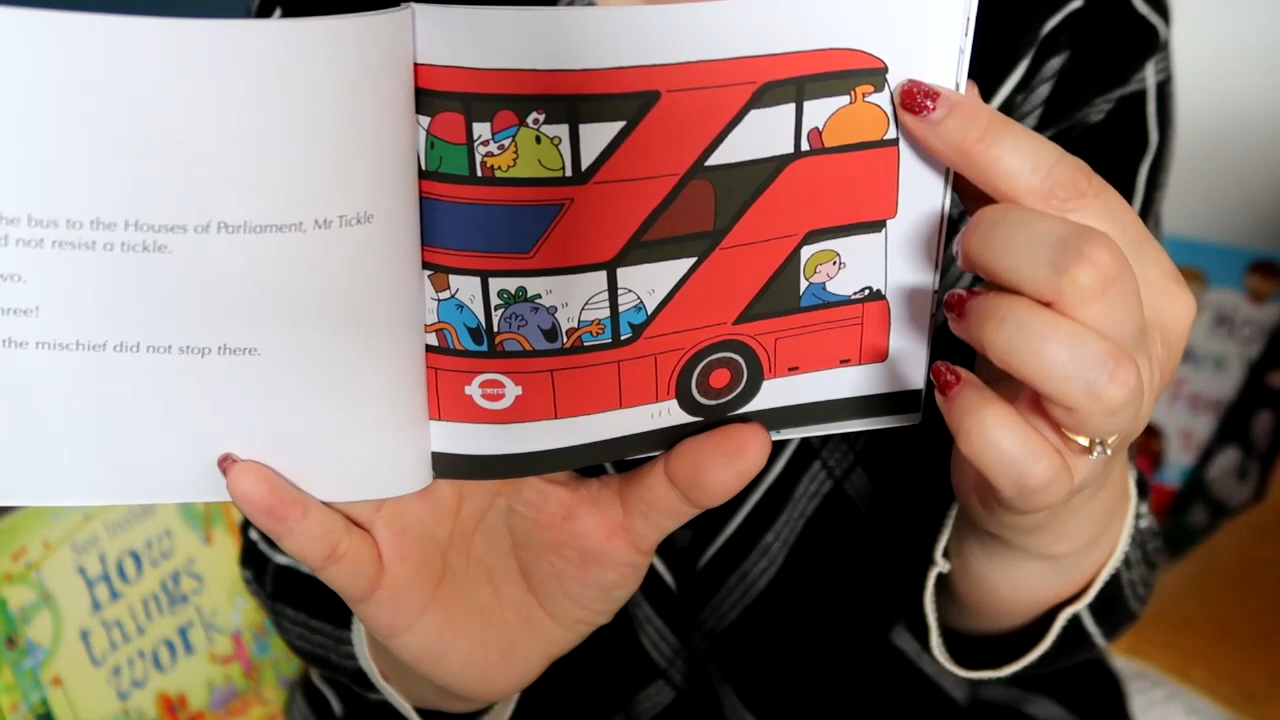 he bus to the Houses of Parliament, Mr Tickle
d not resist a tickle.
wo.
hree!
the mischief did not stop there.
BUSES
How
things
work